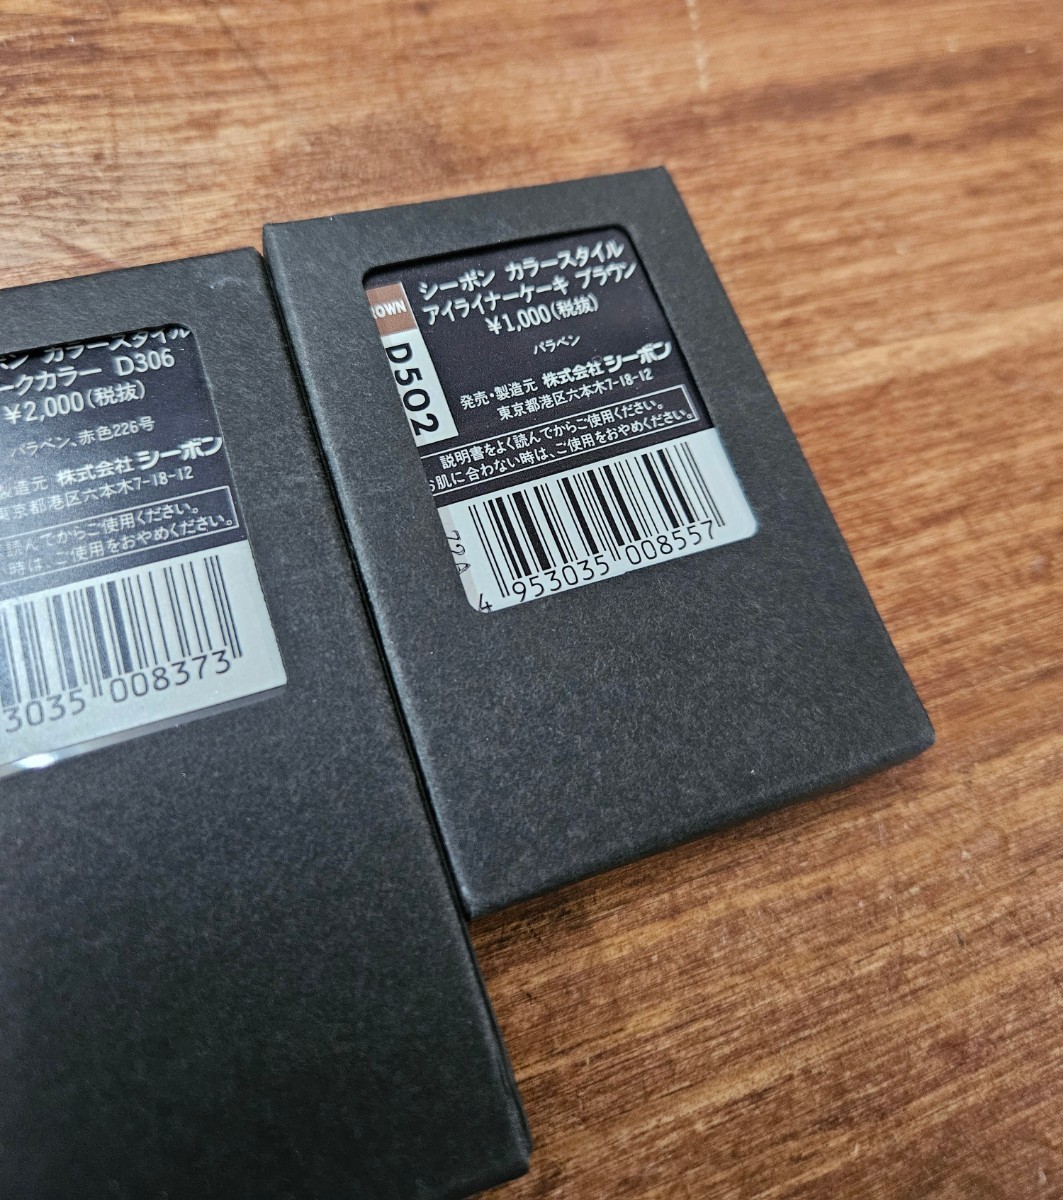 カラースタイル
ークカラー D306
¥2,000(税抜)
パラベン、赤色226号
製造元 株式会社シーボン
東京都港区六本木7-18-12
読んでからご使用ください。
時は、ご使用をおやめください。
3035 008373
シーボン カラースタイル
アイライナーケーキ ブラウン
¥1,000(税抜)
パラベン
発売・製造元 株式会社シーボン
東京都港区六本木7-18-12
説明書をよく読んでからご使用ください。
お肌に合わない時は、ご使用をおやめください。
ROWN
D502
72A
4 953035 008557